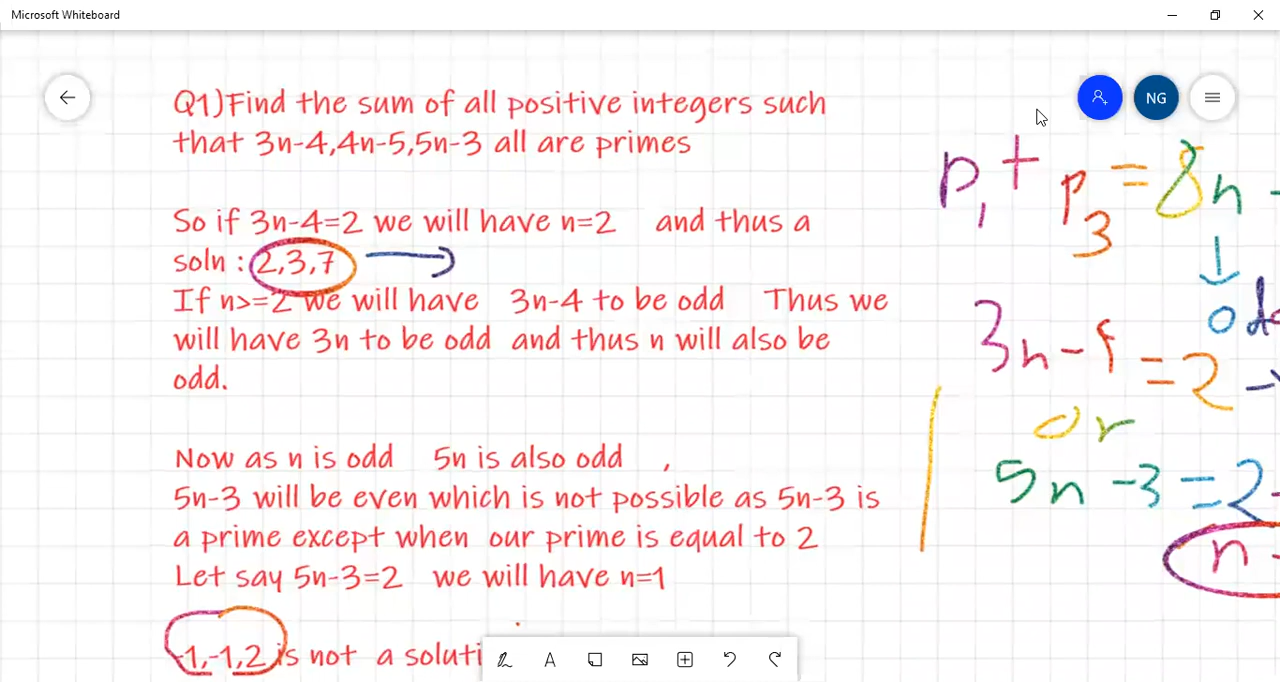 Microsoft Whiteboard
NG
Q1)Find the sum of all positive integers such
that 3n-4,4n-5,5n-3 all are primes
So if 3n-4=2 we will have n=2 and thus a
soln : 2,3,7
If n>=2 we will have 3n-4 to be odd Thus we
will have 3n to be odd and thus n will also be
odd.
Now as n is odd 5n is also odd ,
5n-3 will be even which is not possible as 5n-3 is
a prime except when our prime is equal to 2
Let say 5n-3=2 we will have n=1
-1,-1,2 is not a soluti
p1 + p3 = 8n -
3n - = 2
or
5n - 3 = 2
n